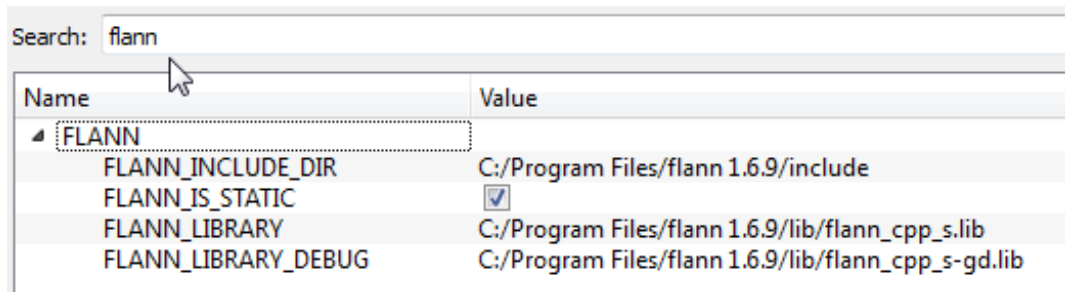 Search: flann
Name Value
FLANN
FLANN_INCLUDE_DIR C:/Program Files/flann 1.6.9/include
FLANN_IS_STATIC
FLANN_LIBRARY C:/Program Files/flann 1.6.9/lib/flann_cpp_s.lib
FLANN_LIBRARY_DEBUG C:/Program Files/flann 1.6.9/lib/flann_cpp_s-gd.lib